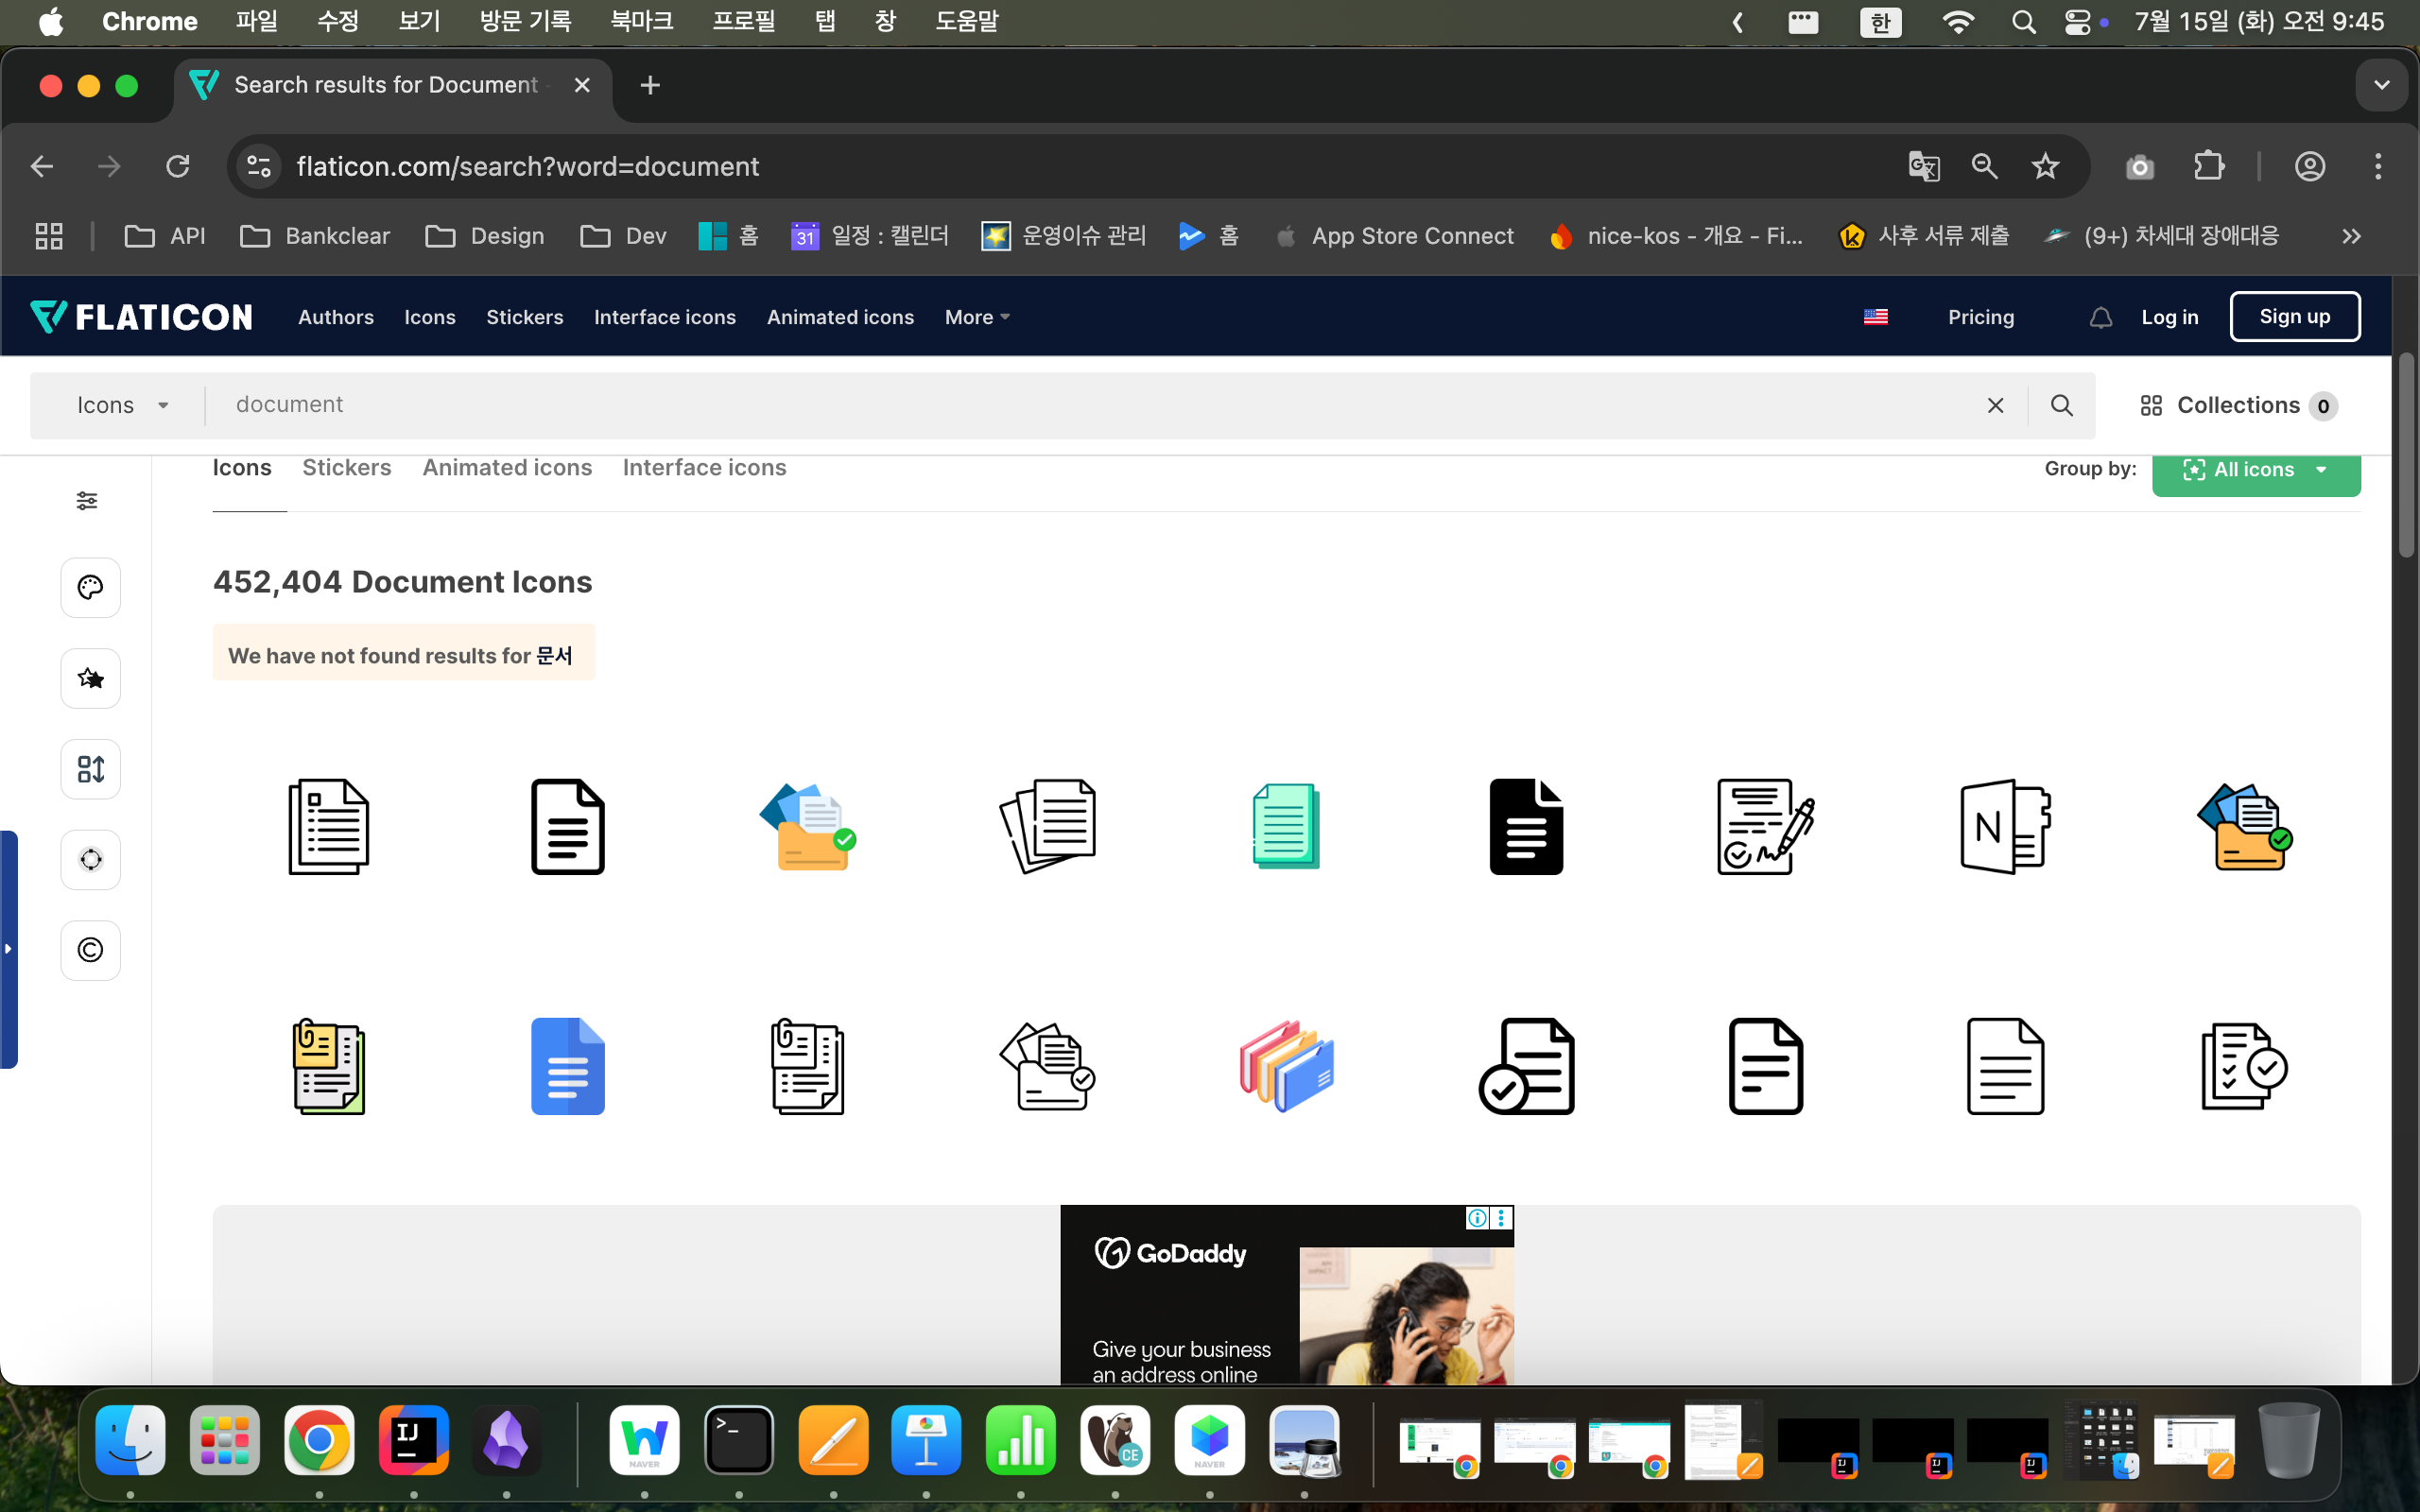 Chrome 파일 수정 보기 방문 기록 북마크 프로필 탭 창 도움말 한 7월 15일 (화) 오전 9:45
Search results for Document
flaticon.com/search?word=document
API Bankclear Design Dev 홈 31 일정 : 캘린더 운영이슈 관리 홈 App Store Connect nice-kos - 개요 - Fi... 사후 서류 제출 (9+) 차세대 장애대응
FLATICON Authors Icons Stickers Interface icons Animated icons More Pricing Log in Sign up
Icons document Collections 0
Icons Stickers Animated icons Interface icons Group by: All icons
452,404 Document Icons
We have not found results for 문서
N
GoDaddy
Give your business
an address online
IJ
NAVER
CE
NAVER